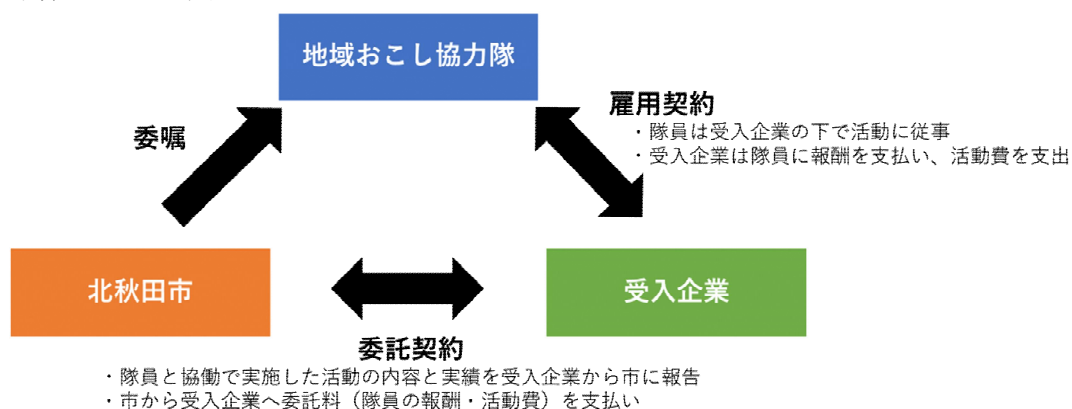 地域おこし協力隊
雇用契約
・隊員は受入企業の下で活動に従事
・受入企業は隊員に報酬を支払い、活動費を支出
委嘱
北秋田市
受入企業
委託契約
・隊員と協働で実施した活動の内容と実績を受入企業から市に報告
・市から受入企業へ委託料（隊員の報酬・活動費）を支払い